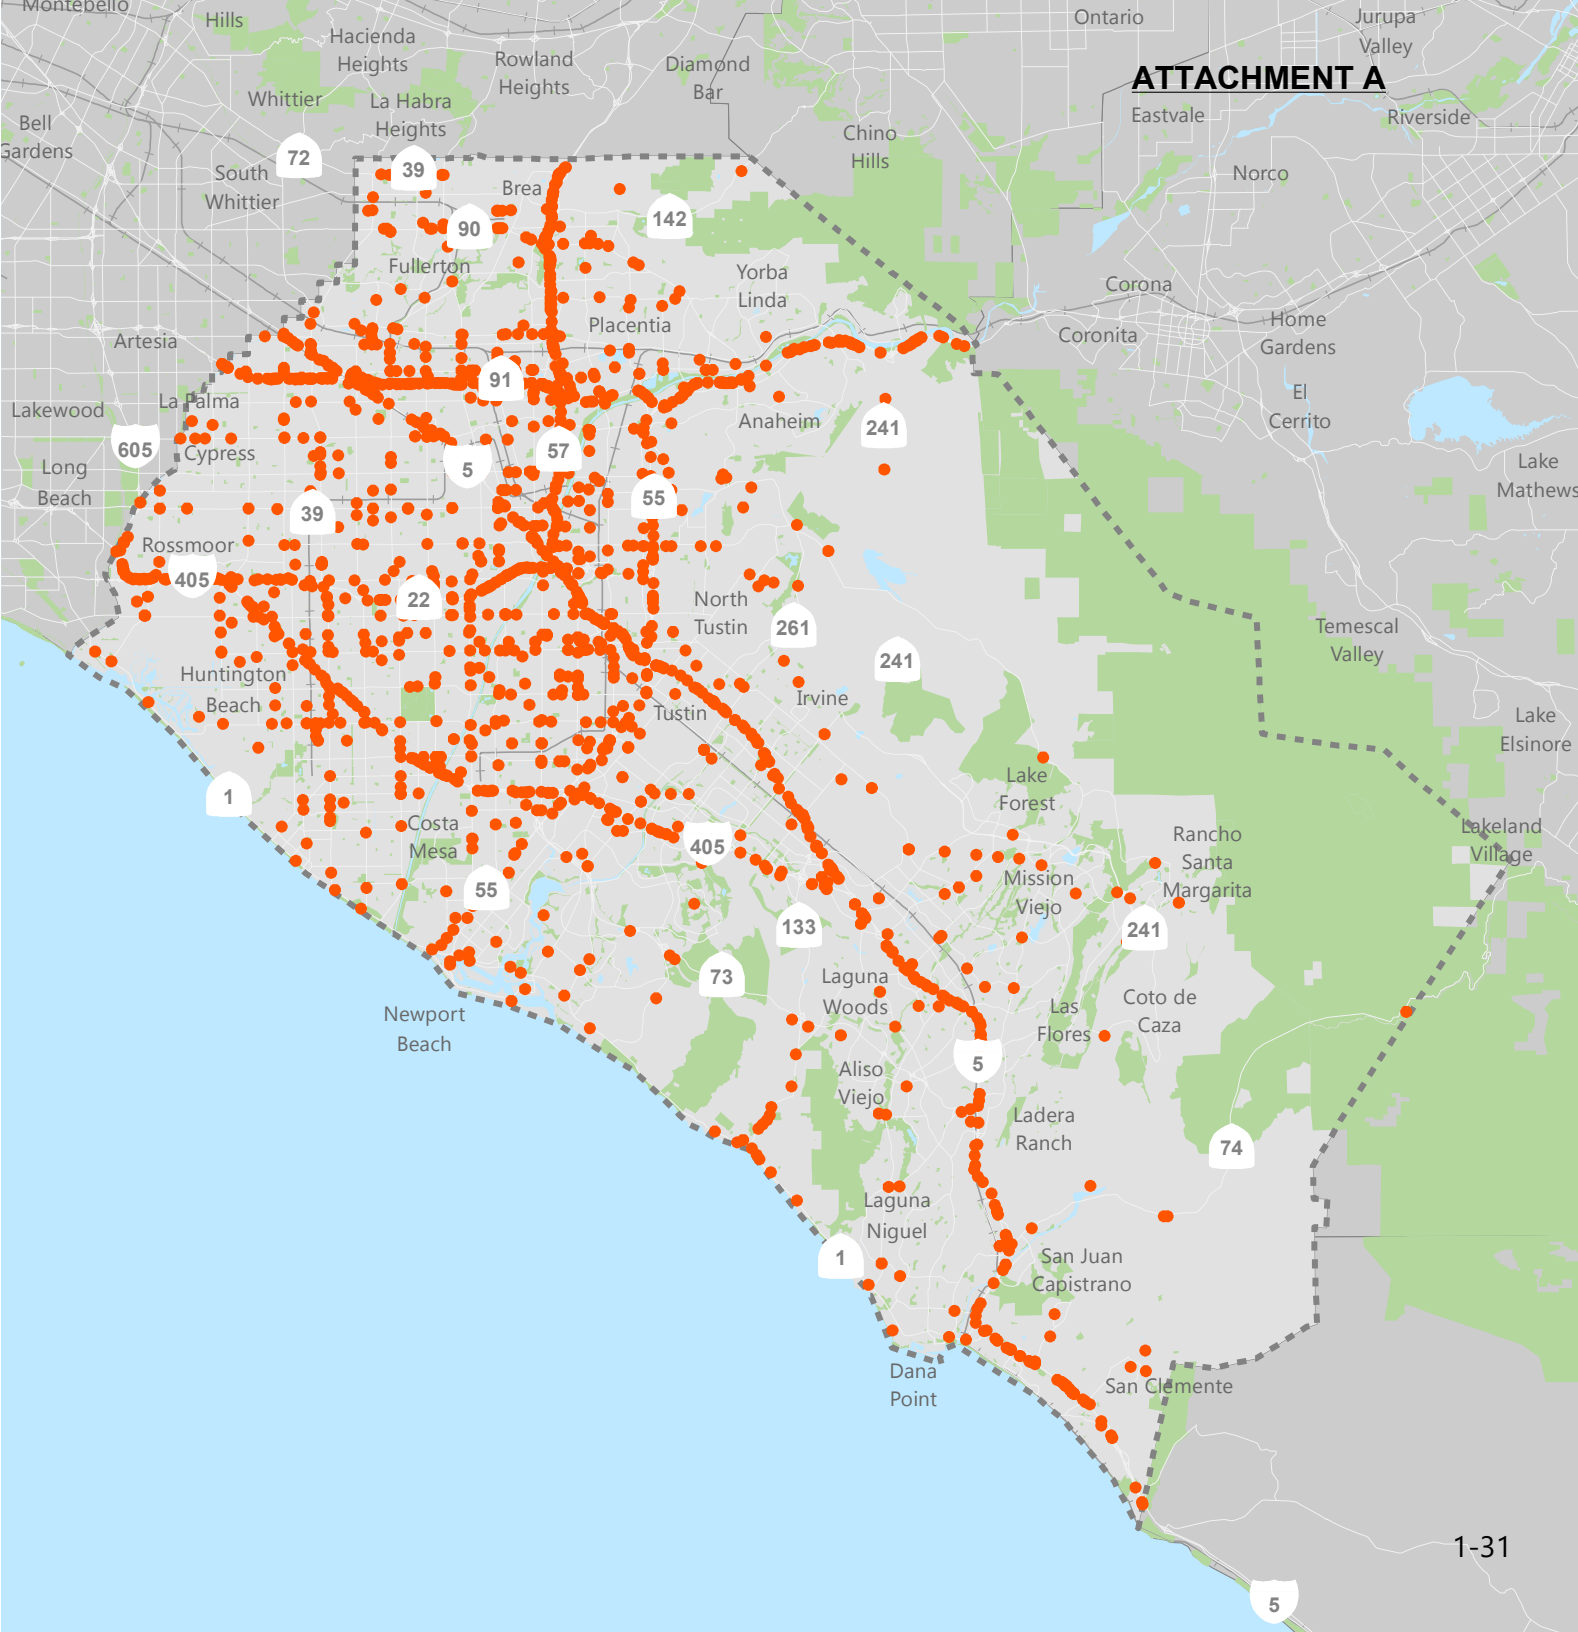 Montebello
Hills
Hacienda
Heights
Rowland
Heights
Diamond
Bar
Ontario
Jurupa
Valley
ATTACHMENT A
Whittier
La Habra
Heights
Bell
Gardens
Eastvale
Riverside
Chino
Hills
72
39
South
Whittier
Brea
Norco
142
90
Fullerton
Yorba
Linda
Corona
Placentia
Coronita
Home
Gardens
Artesia
91
La Palma
Lakewood
El
Cerrito
Anaheim
241
605
Cypress
57
5
Long
Beach
Lake
Mathews
55
39
Rossmoor
405
22
North
Tustin
261
Temescal
Valley
241
Huntington
Beach
Irvine
Tustin
Lake
Elsinore
1
Lake
Forest
Costa
Mesa
405
Rancho
Santa
Margarita
Lakeland
Village
55
Mission
Viejo
133
241
73
Laguna
Woods
Las
Flores
Coto de
Caza
Newport
Beach
5
Aliso
Viejo
Ladera
Ranch
74
Laguna
Niguel
1
San Juan
Capistrano
Dana
Point
San Clemente
1-31
5